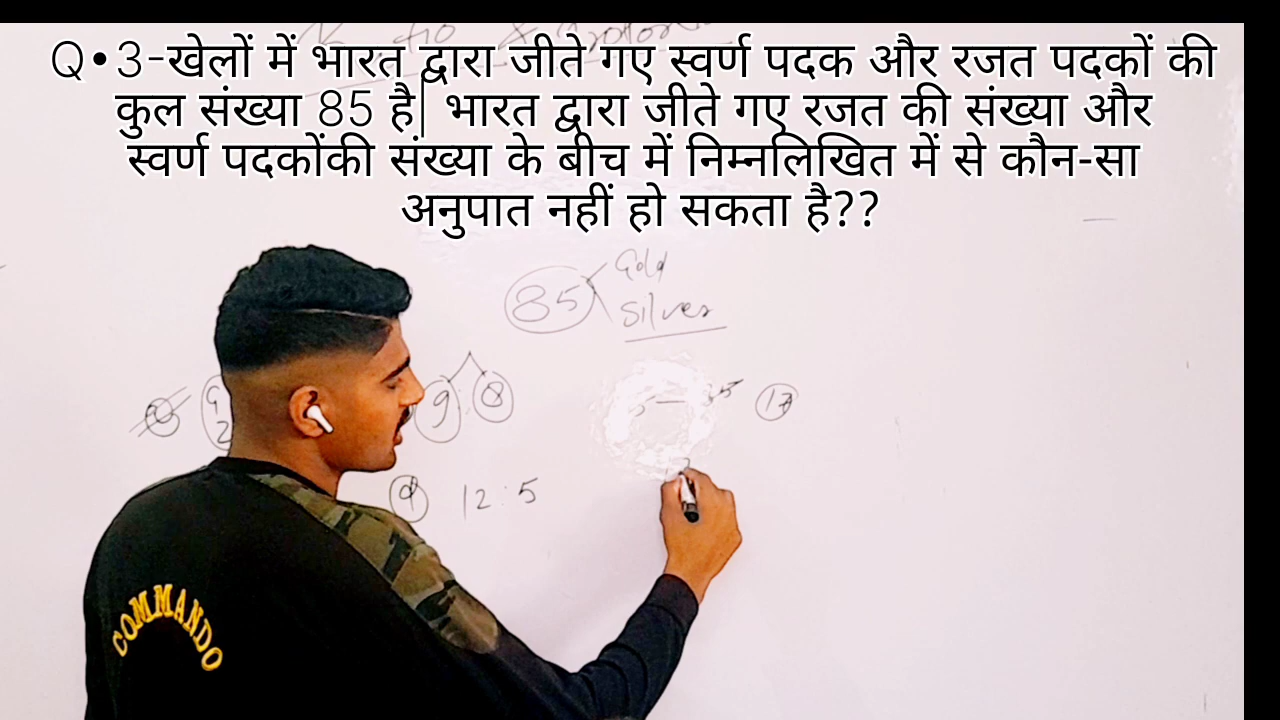 Q•3-खेलों में भारत द्वारा जीते गए स्वर्ण पदक और रजत पदकों की
कुल संख्या 85 है| भारत द्वारा जीते गए रजत की संख्या और
स्वर्ण पदकोंकी संख्या के बीच में निम्नलिखित में से कौन-सा
अनुपात नहीं हो सकता है??
85 Gold
Silver
9 8
17
12:5
COMMANDO